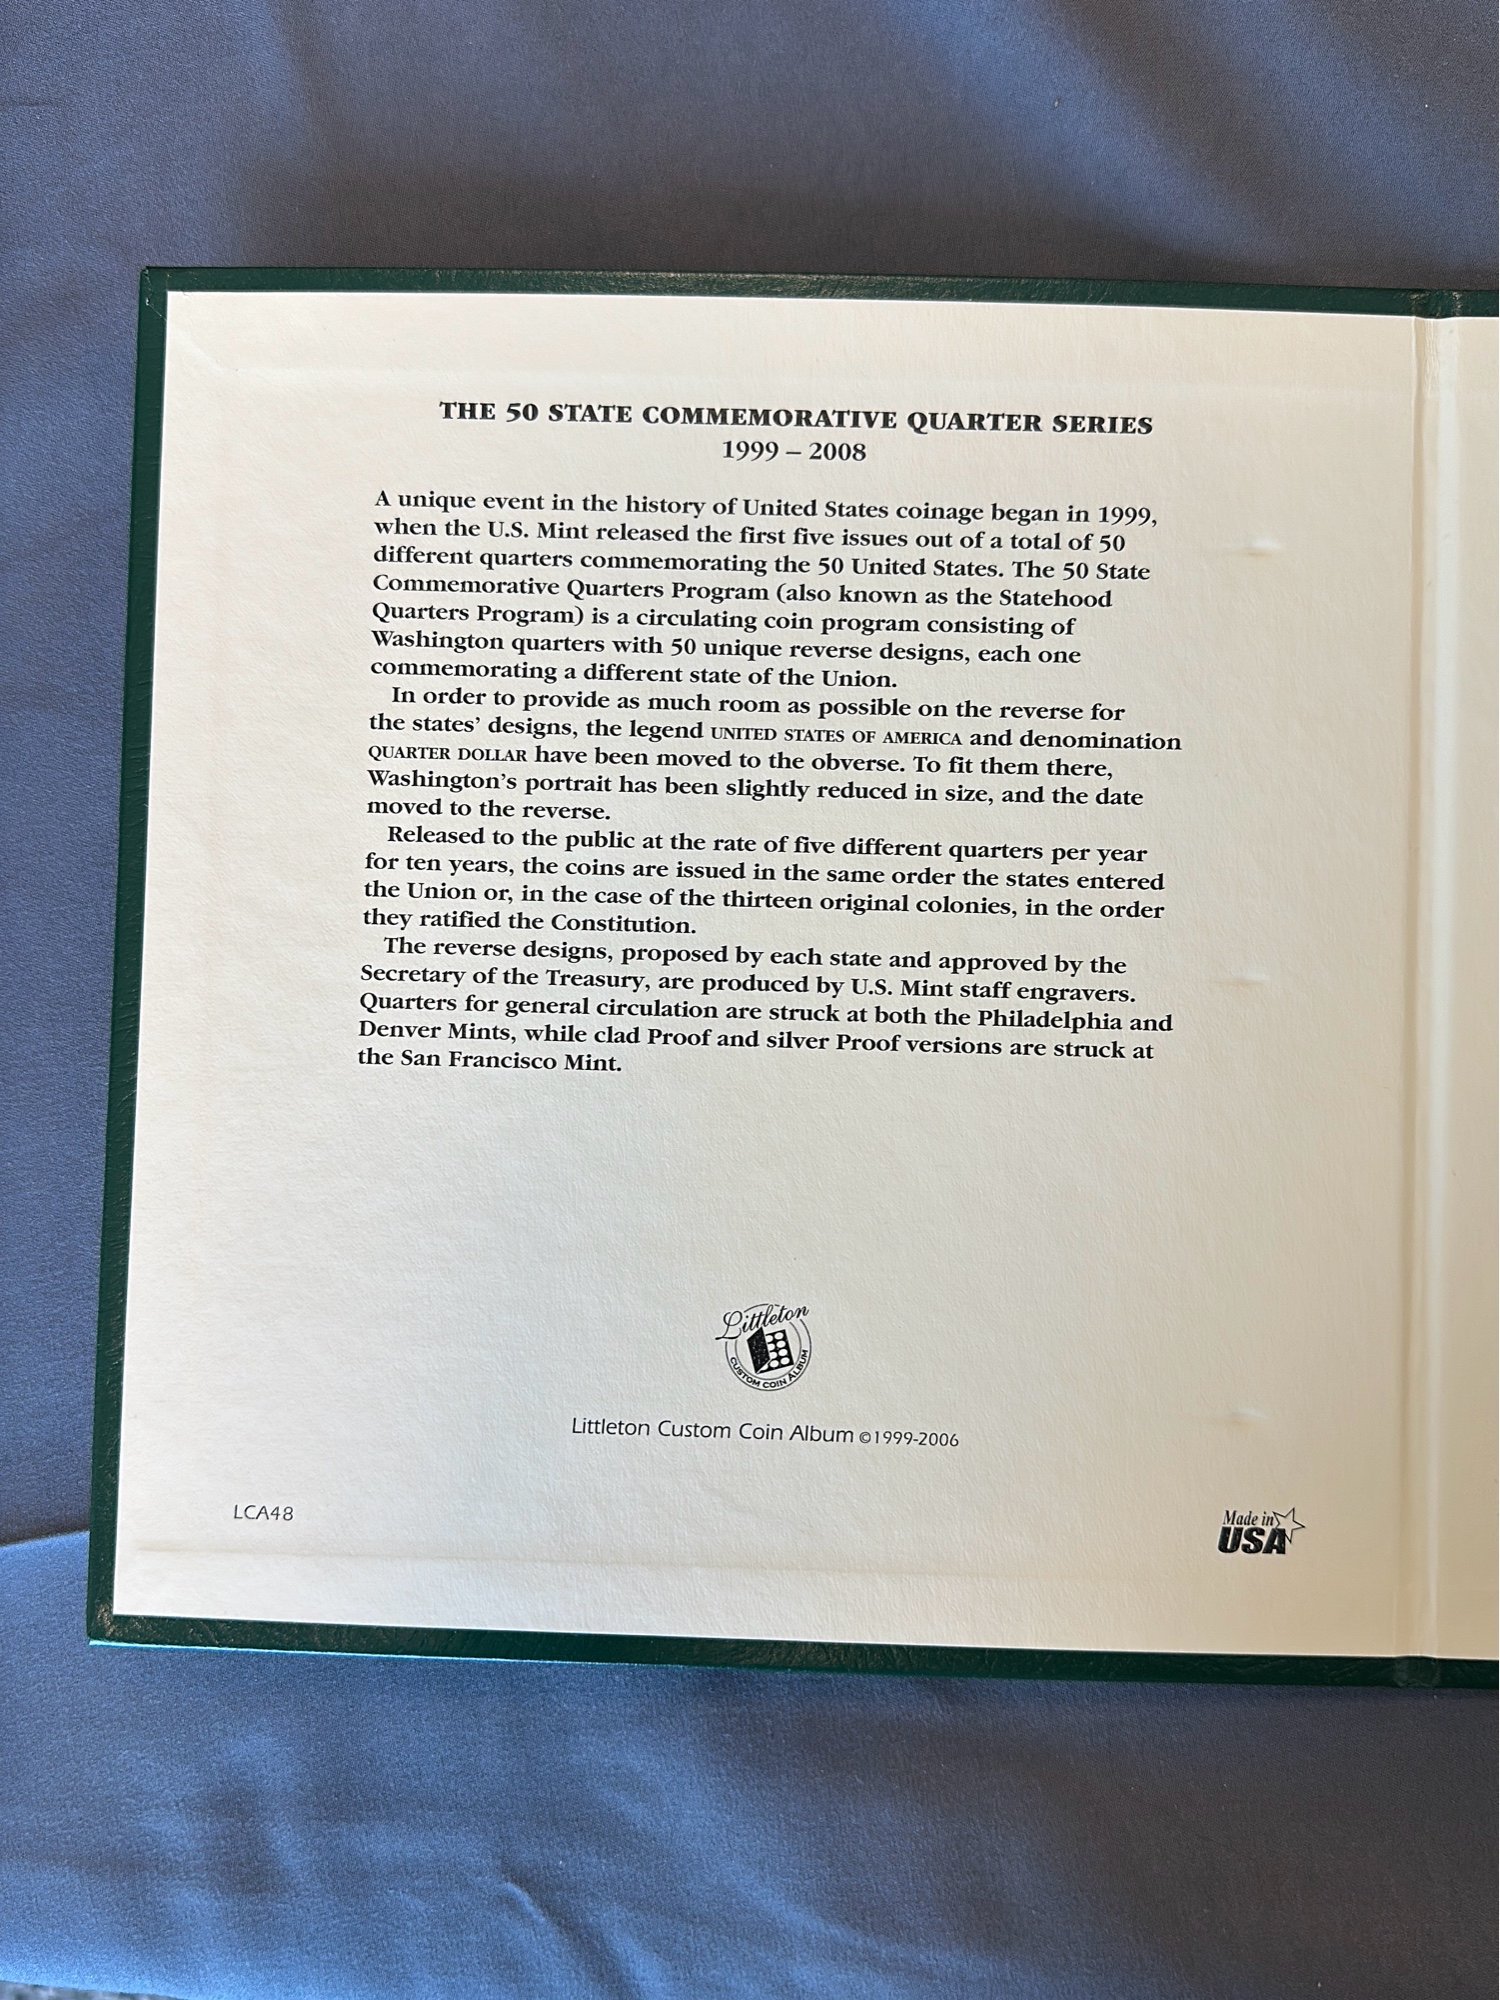 THE 50 STATE COMMEMORATIVE QUARTER SERIES
1999 – 2008
A unique event in the history of United States coinage began in 1999,
when the U.S. Mint released the first five issues out of a total of 50
different quarters commemorating the 50 United States. The 50 State
Commemorative Quarters Program (also known as the Statehood
Quarters Program) is a circulating coin program consisting of
Washington quarters with 50 unique reverse designs, each one
commemorating a different state of the Union.
In order to provide as much room as possible on the reverse for
the states’ designs, the legend UNITED STATES OF AMERICA and denomination
QUARTER DOLLAR have been moved to the obverse. To fit them there,
Washington’s portrait has been slightly reduced in size, and the date
moved to the reverse.
Released to the public at the rate of five different quarters per year
for ten years, the coins are issued in the same order the states entered
the Union or, in the case of the thirteen original colonies, in the order
they ratified the Constitution.
The reverse designs, proposed by each state and approved by the
Secretary of the Treasury, are produced by U.S. Mint staff engravers.
Quarters for general circulation are struck at both the Philadelphia and
Denver Mints, while clad Proof and silver Proof versions are struck at
the San Francisco Mint.
Littleton
CUSTOM COIN ALBUM
Littleton Custom Coin Album ©1999-2006
LCA48
Made in
USA